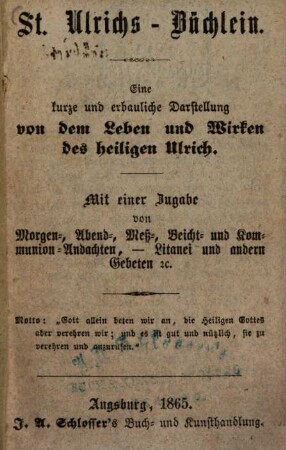 St. Ulrichs-Büchlein.
Eine
kurze und erbauliche Darstellung
von dem Leben und Wirken
des heiligen Ulrich.
Mit einer Zugabe
von
Morgen-, Abend-, Meß-, Beicht- und Kom-
munion-Andachten, — Litanei und andern
Gebeten ꝛc.
Motto: „Gott allein beten wir an, die Heiligen Gottes
aber verehren wir; und es ist gut und nützlich, sie zu
verehren und anzurufen.“
Augsburg, 1865.
J. A. Schlosser's Buch- und Kunsthandlung.